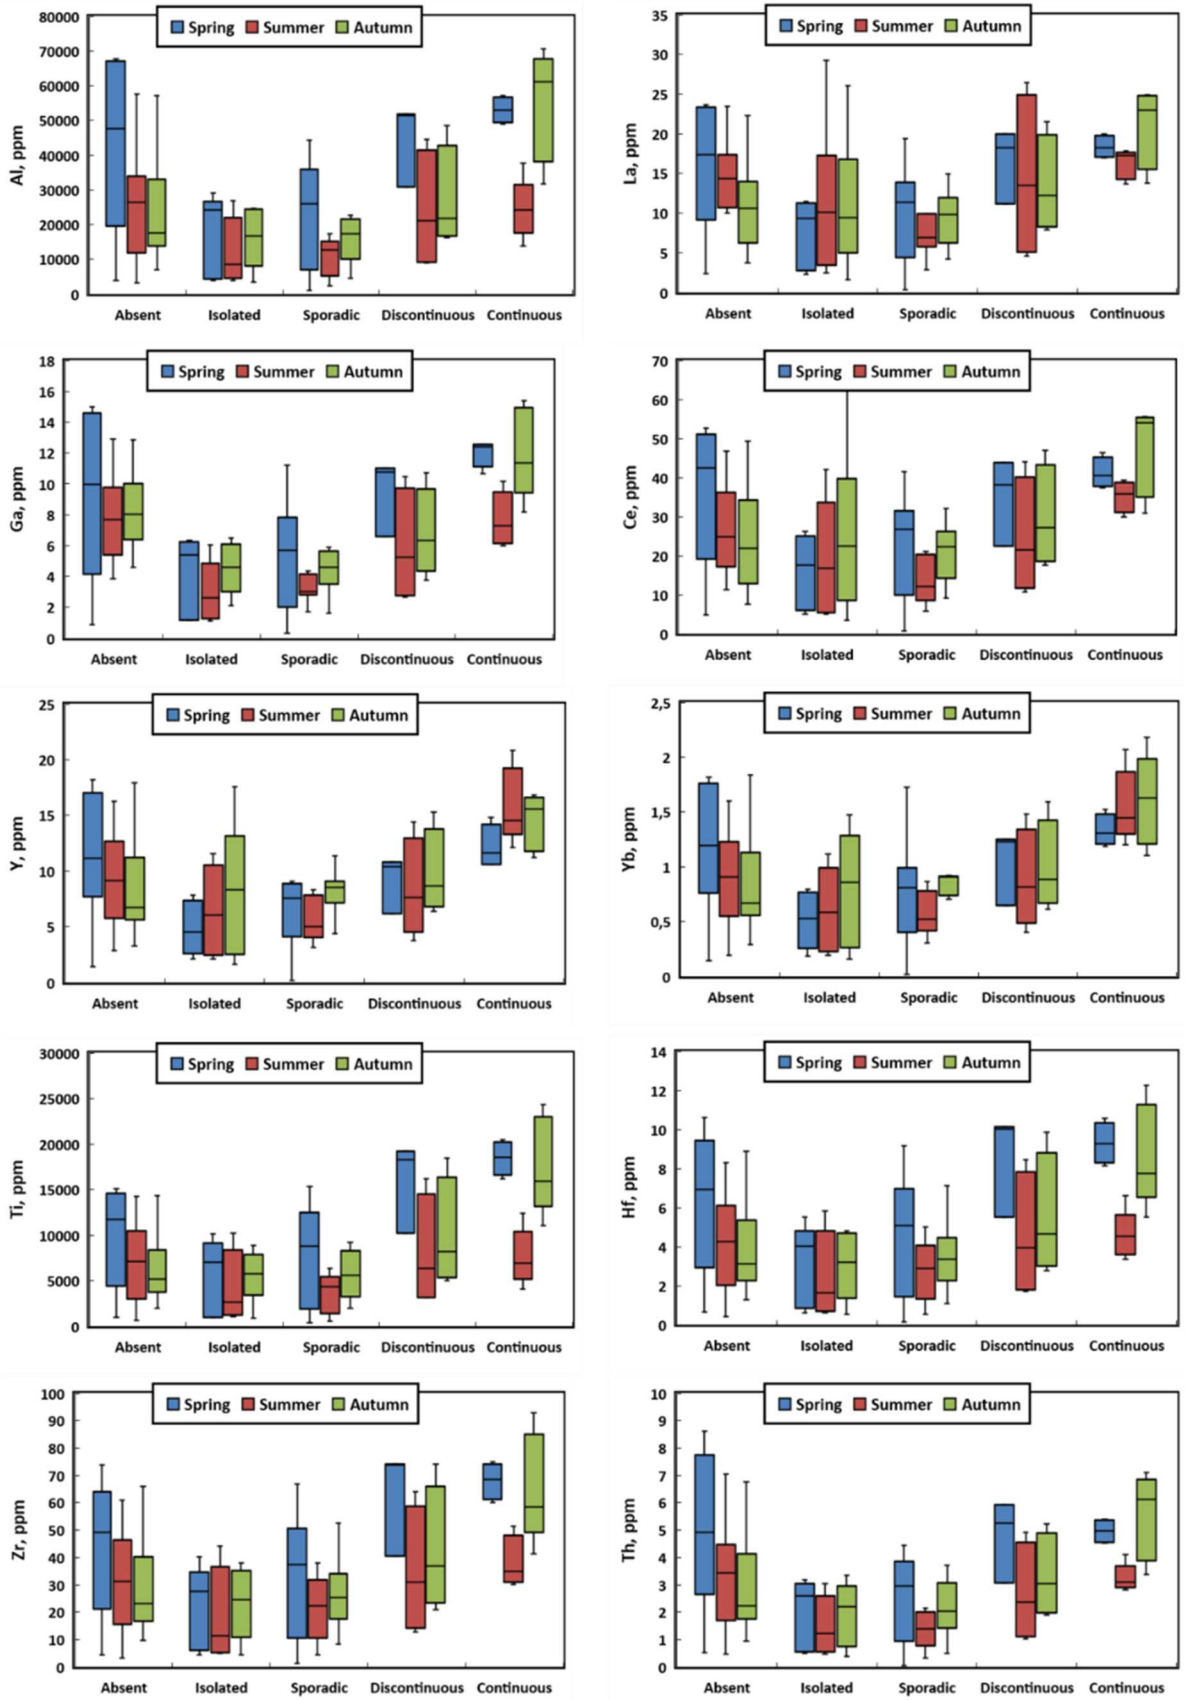 Spring Summer Autumn
Al, ppm
80000
70000
60000
50000
40000
30000
20000
10000
0
Absent Isolated Sporadic Discontinuous Continuous
Spring Summer Autumn
La, ppm
35
30
25
20
15
10
5
0
Absent Isolated Sporadic Discontinuous Continuous
Spring Summer Autumn
Ga, ppm
18
16
14
12
10
8
6
4
2
0
Absent Isolated Sporadic Discontinuous Continuous
Spring Summer Autumn
Ce, ppm
70
60
50
40
30
20
10
0
Absent Isolated Sporadic Discontinuous Continuous
Spring Summer Autumn
Y, ppm
25
20
15
10
5
0
Absent Isolated Sporadic Discontinuous Continuous
Spring Summer Autumn
Yb, ppm
2,5
2
1,5
1
0,5
0
Absent Isolated Sporadic Discontinuous Continuous
Spring Summer Autumn
Ti, ppm
30000
25000
20000
15000
10000
5000
0
Absent Isolated Sporadic Discontinuous Continuous
Spring Summer Autumn
Hf, ppm
14
12
10
8
6
4
2
0
Absent Isolated Sporadic Discontinuous Continuous
Spring Summer Autumn
Zr, ppm
100
90
80
70
60
50
40
30
20
10
0
Absent Isolated Sporadic Discontinuous Continuous
Spring Summer Autumn
Th, ppm
10
9
8
7
6
5
4
3
2
1
0
Absent Isolated Sporadic Discontinuous Continuous